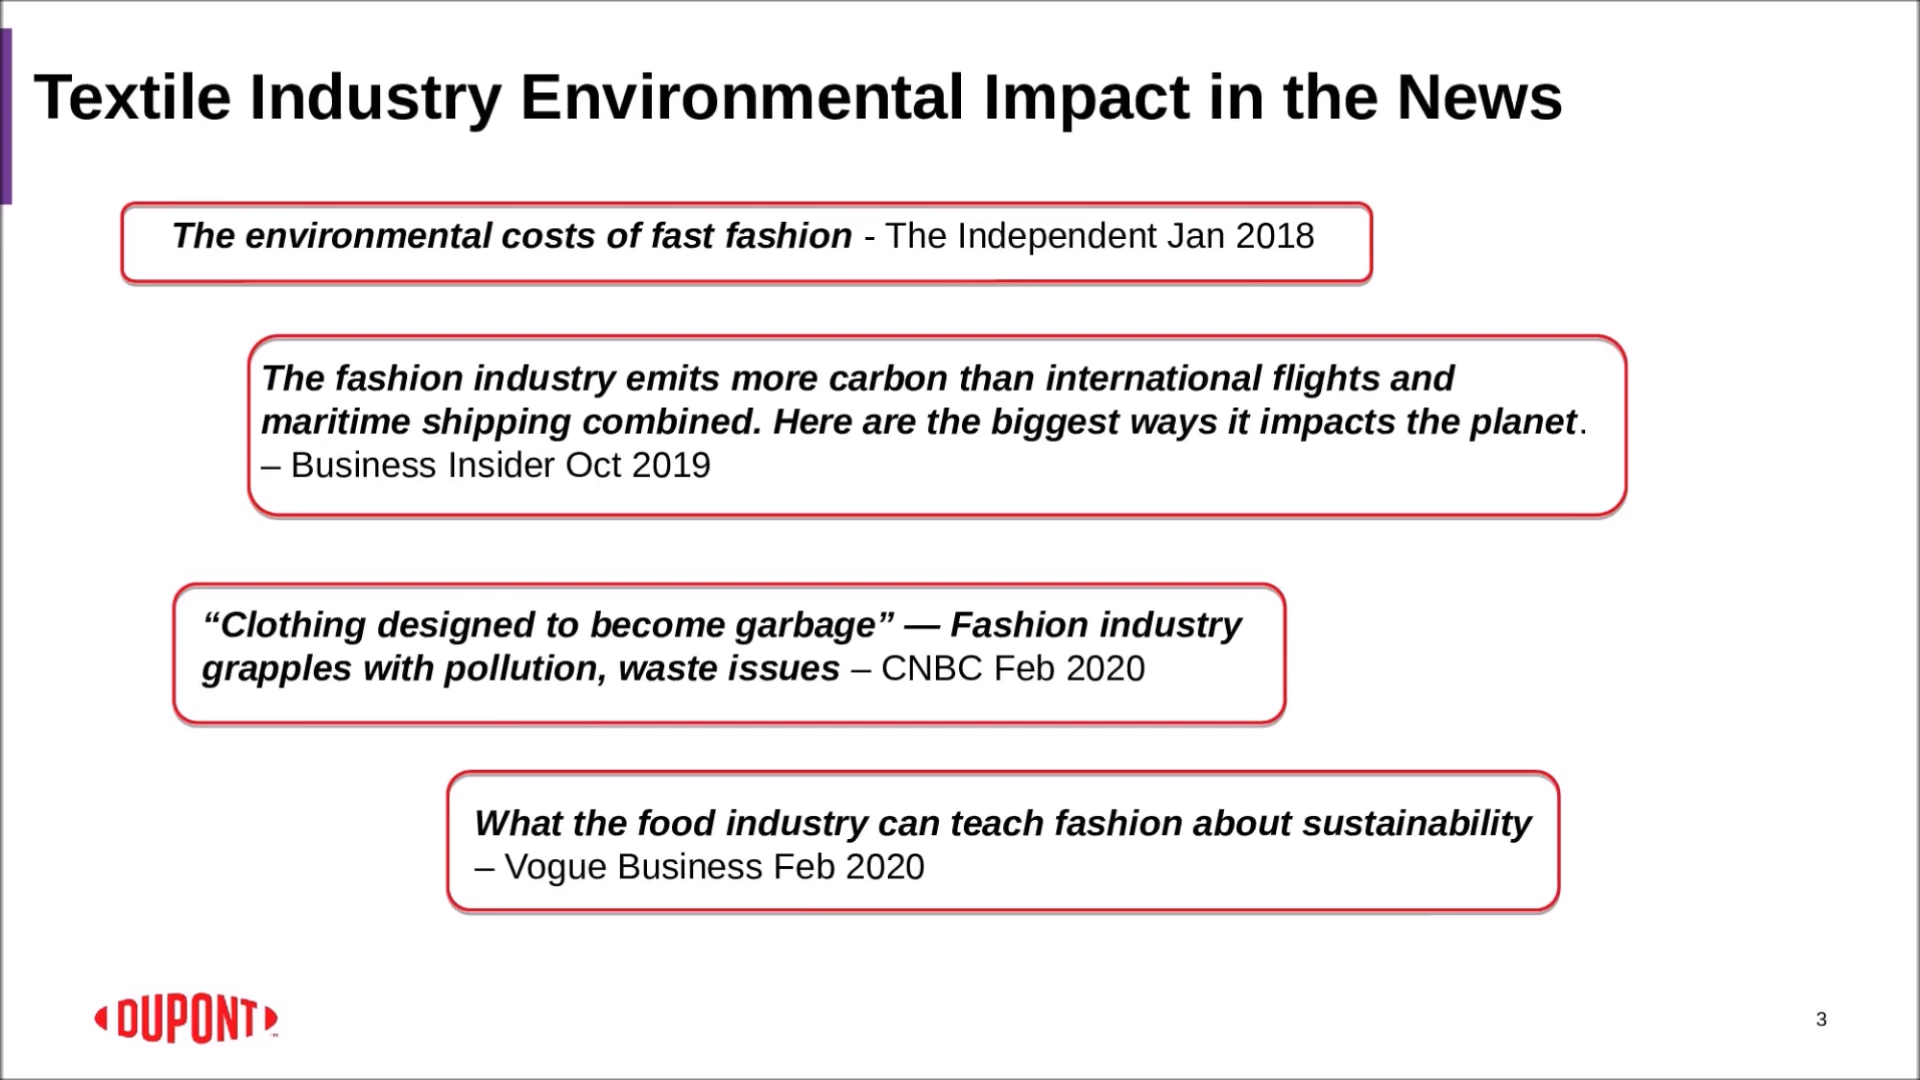 Textile Industry Environmental Impact in the News
The environmental costs of fast fashion - The Independent Jan 2018
The fashion industry emits more carbon than international flights and
maritime shipping combined. Here are the biggest ways it impacts the planet.
– Business Insider Oct 2019
“Clothing designed to become garbage” — Fashion industry
grapples with pollution, waste issues – CNBC Feb 2020
What the food industry can teach fashion about sustainability
– Vogue Business Feb 2020
DUPONT
3